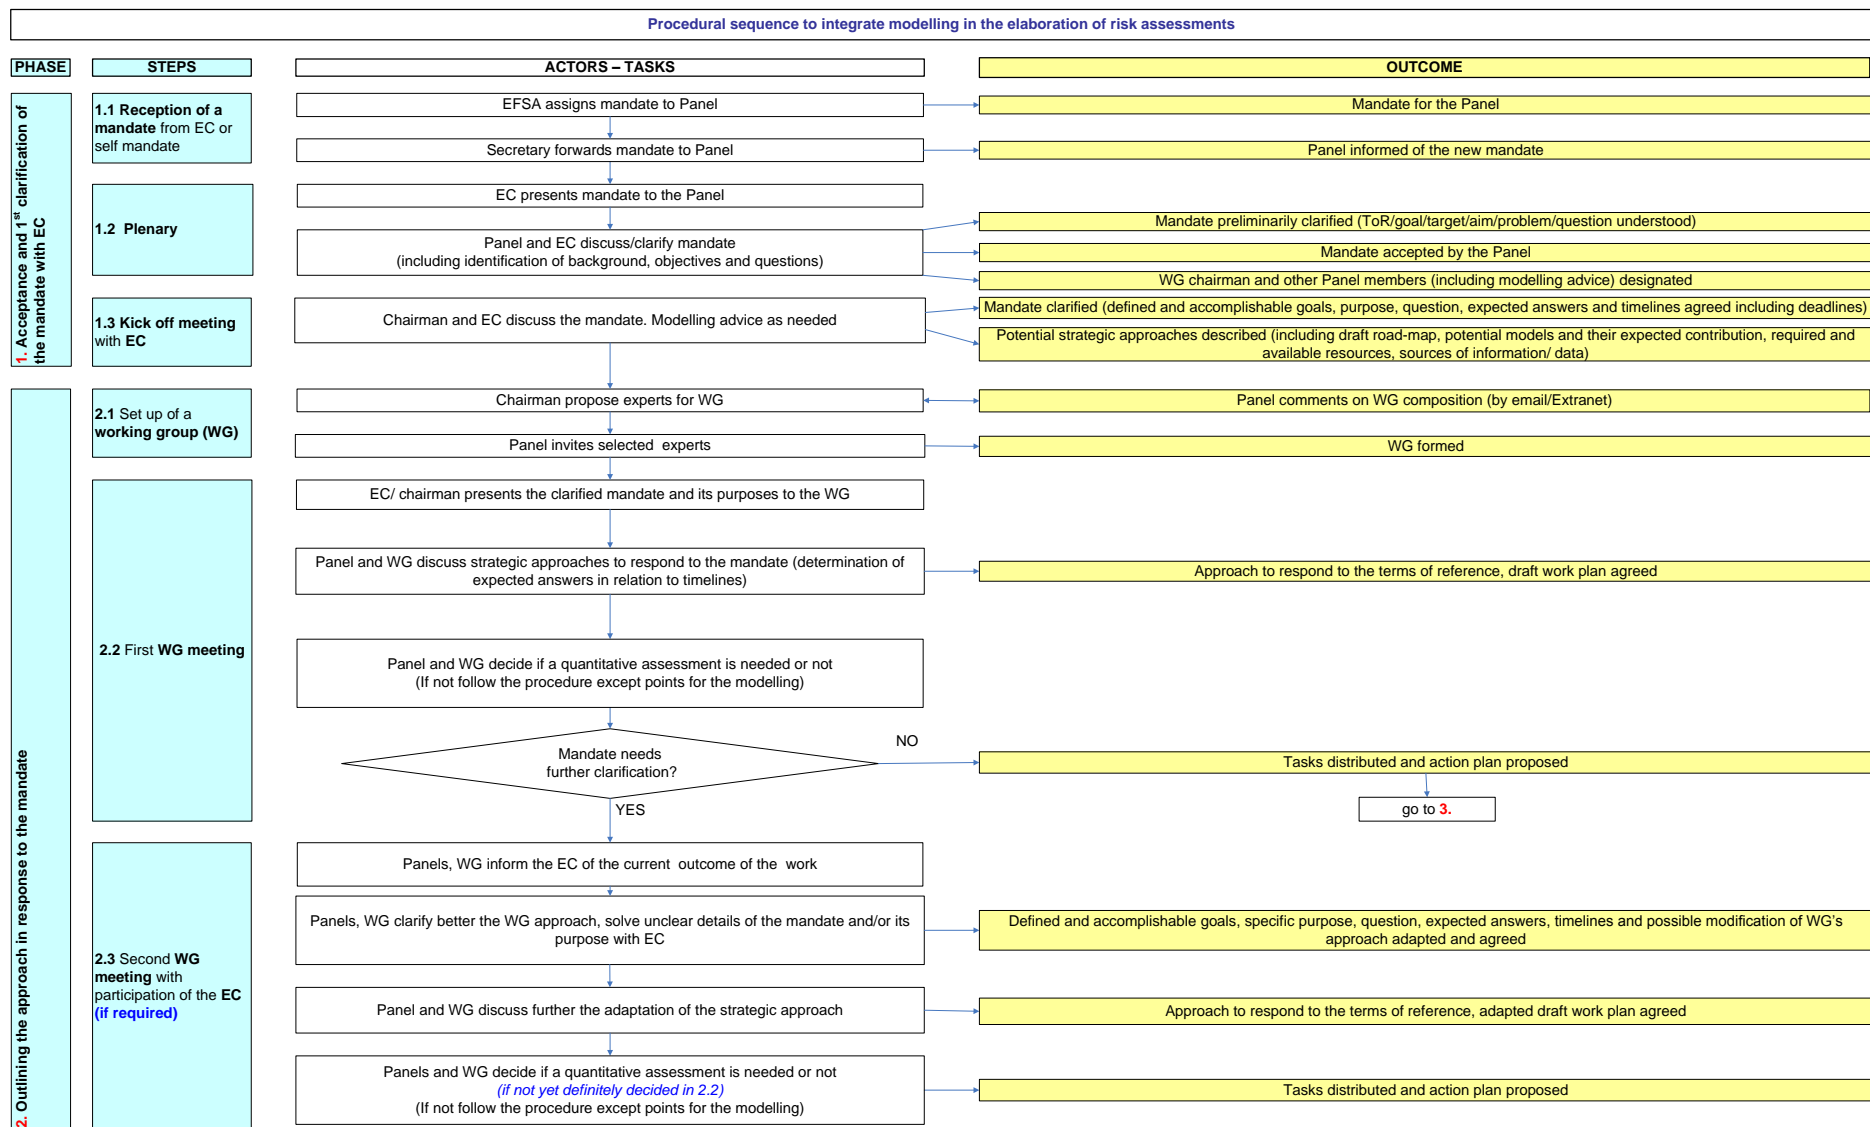 Procedural sequence to integrate modelling in the elaboration of risk assessments
PHASE
STEPS
ACTORS – TASKS
OUTCOME
1. Acceptance and 1st clarification of
the mandate with EC
1.1 Reception of a
mandate from EC or
self mandate
EFSA assigns mandate to Panel
Mandate for the Panel
Secretary forwards mandate to Panel
Panel informed of the new mandate
1.2 Plenary
EC presents mandate to the Panel
Panel and EC discuss/clarify mandate
(including identification of background, objectives and questions)
Mandate preliminarily clarified (ToR/goal/target/aim/problem/question understood)
Mandate accepted by the Panel
WG chairman and other Panel members (including modelling advice) designated
1.3 Kick off meeting
with EC
Chairman and EC discuss the mandate. Modelling advice as needed
Mandate clarified (defined and accomplishable goals, purpose, question, expected answers and timelines agreed including deadlines)
Potential strategic approaches described (including draft road-map, potential models and their expected contribution, required and
available resources, sources of information/ data)
2. Outlining the approach in response to the mandate
2.1 Set up of a
working group (WG)
Chairman propose experts for WG
Panel comments on WG composition (by email/Extranet)
Panel invites selected experts
WG formed
2.2 First WG meeting
EC/ chairman presents the clarified mandate and its purposes to the WG
Panel and WG discuss strategic approaches to respond to the mandate (determination of
expected answers in relation to timelines)
Approach to respond to the terms of reference, draft work plan agreed
Panel and WG decide if a quantitative assessment is needed or not
(If not follow the procedure except points for the modelling)
Mandate needs
further clarification?
NO
Tasks distributed and action plan proposed
go to 3.
YES
2.3 Second WG
meeting with
participation of the EC
(if required)
Panels, WG inform the EC of the current outcome of the work
Panels, WG clarify better the WG approach, solve unclear details of the mandate and/or its
purpose with EC
Defined and accomplishable goals, specific purpose, question, expected answers, timelines and possible modification of WG's
approach adapted and agreed
Panel and WG discuss further the adaptation of the strategic approach
Approach to respond to the terms of reference, adapted draft work plan agreed
Panels and WG decide if a quantitative assessment is needed or not
(if not yet definitely decided in 2.2)
(If not follow the procedure except points for the modelling)
Tasks distributed and action plan proposed